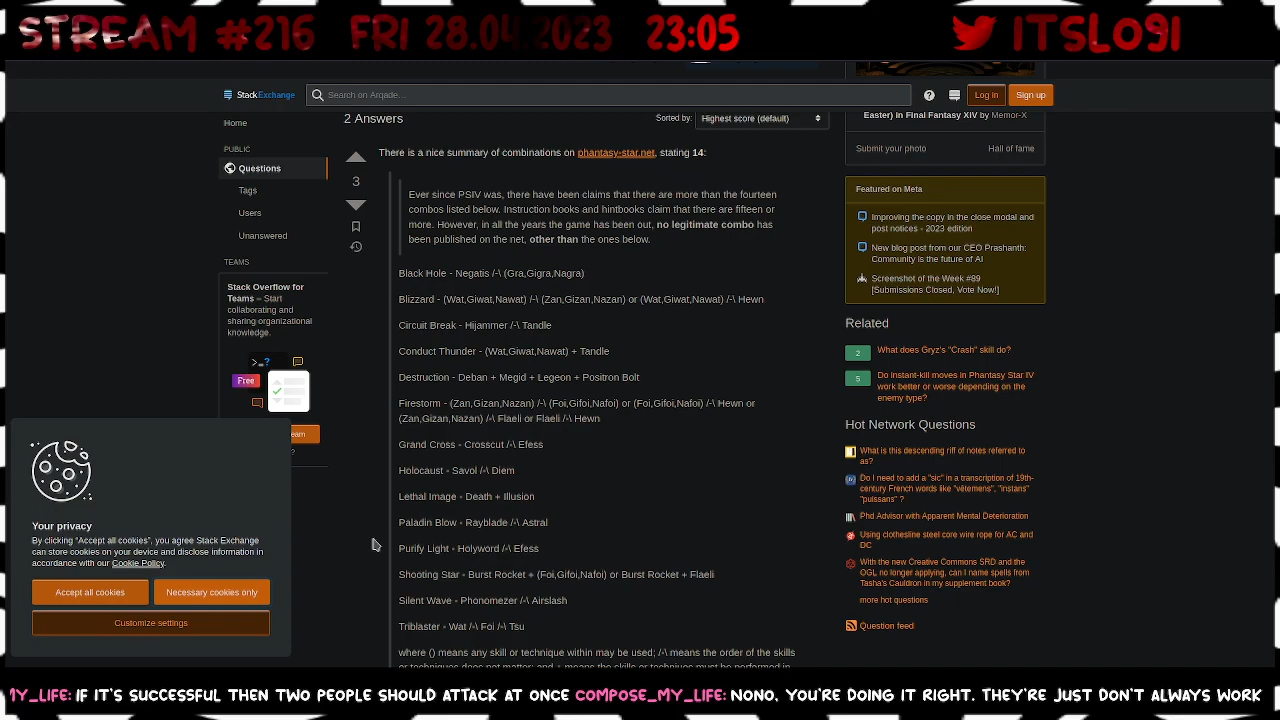 STREAM #216 FRI 28.04.2023 23:05 ITSLO9I
StackExchange Search on Arqade… Log in Sign up
Home
PUBLIC
Questions
Tags
Users
Unanswered
TEAMS
Stack Overflow for
Teams – Start
collaborating and
sharing organizational
knowledge.
Free
eam
?
2 Answers
Sorted by: Highest score (default)
3
There is a nice summary of combinations on phantasy-star.net, stating 14:
Ever since PSIV was, there have been claims that there are more than the fourteen
combos listed below. Instruction books and hintbooks claim that there are fifteen or
more. However, in all the years the game has been out, no legitimate combo has
been published on the net, other than the ones below.
Black Hole - Negatis /-\ (Gra,Gigra,Nagra)
Blizzard - (Wat,Giwat,Nawat) /-\ (Zan,Gizan,Nazan) or (Wat,Giwat,Nawat) /-\ Hewn
Circuit Break - Hijammer /-\ Tandle
Conduct Thunder - (Wat,Giwat,Nawat) + Tandle
Destruction - Deban + Megid + Legeon + Positron Bolt
Firestorm - (Zan,Gizan,Nazan) /-\ (Foi,Gifoi,Nafoi) or (Foi,Gifoi,Nafoi) /-\ Hewn or
(Zan,Gizan,Nazan) /-\ Flaeli or Flaeli /-\ Hewn
Grand Cross - Crosscut /-\ Efess
Holocaust - Savol /-\ Diem
Lethal Image - Death + Illusion
Paladin Blow - Rayblade /-\ Astral
Purify Light - Holyword /-\ Efess
Shooting Star - Burst Rocket + (Foi,Gifoi,Nafoi) or Burst Rocket + Flaeli
Silent Wave - Phonomezer /-\ Airslash
Triblaster - Wat /-\ Foi /-\ Tsu
where () means any skill or technique within may be used; /-\ means the order of the skills
or techniques does not matter; and + means the skills or techniques must be performed in
Easter) in Final Fantasy XIV by Memor-X
Submit your photo Hall of fame
Featured on Meta
Improving the copy in the close modal and
post notices - 2023 edition
New blog post from our CEO Prashanth:
Community is the future of AI
Screenshot of the Week #89
[Submissions Closed, Vote Now!]
Related
2 What does Gryz's "Crash" skill do?
5 Do instant-kill moves in Phantasy Star IV
work better or worse depending on the
enemy type?
Hot Network Questions
What is this descending riff of notes referred to
as?
Do I need to add a "sic" in a transcription of 19th-
century French words like "vêtemens", "instans"
"puissans" ?
Phd Advisor with Apparent Mental Deterioration
Using clothesline steel core wire rope for AC and
DC
With the new Creative Commons SRD and the
OGL no longer applying, can I name spells from
Tasha's Cauldron in my supplement book?
more hot questions
Question feed
Your privacy
By clicking "Accept all cookies", you agree Stack Exchange
can store cookies on your device and disclose information in
accordance with our Cookie Policy.
Accept all cookies Necessary cookies only
Customize settings
MY_LIFE: IF IT'S SUCCESSFUL THEN TWO PEOPLE SHOULD ATTACK AT ONCE COMPOSE_MY_LIFE: NONO, YOU'RE DOING IT RIGHT. THEY'RE JUST DON'T ALWAYS WORK